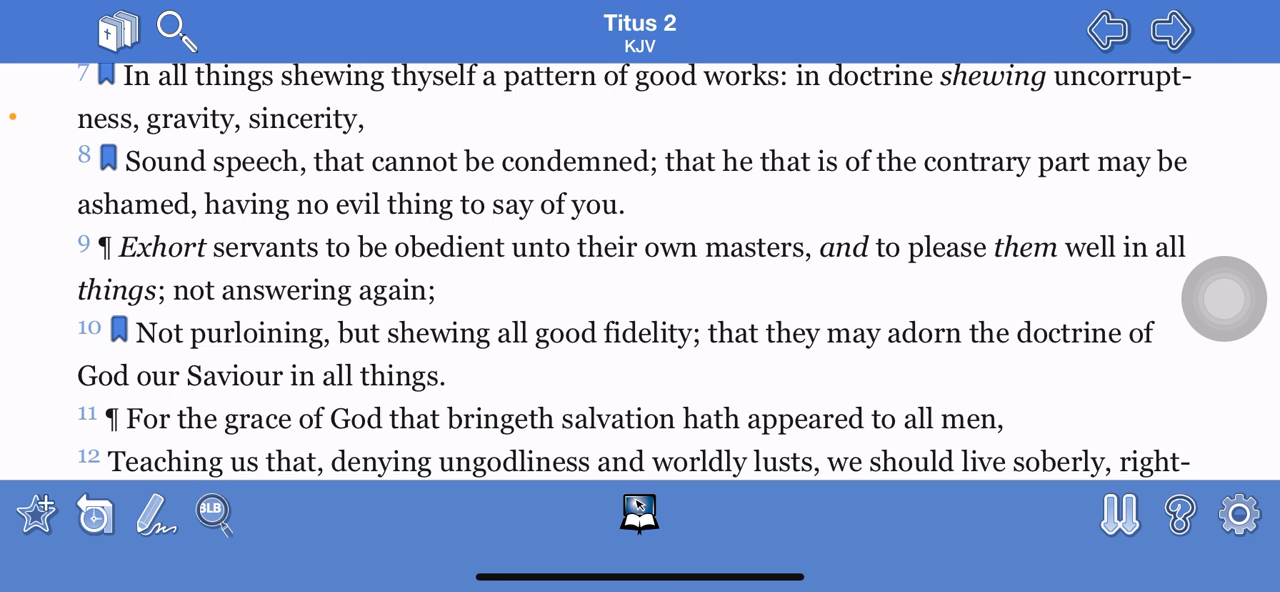 Titus 2
KJV
7 In all things shewing thyself a pattern of good works: in doctrine shewing uncorrupt-
ness, gravity, sincerity,
8 Sound speech, that cannot be condemned; that he that is of the contrary part may be
ashamed, having no evil thing to say of you.
9 ¶ Exhort servants to be obedient unto their own masters, and to please them well in all
things; not answering again;
10 Not purloining, but shewing all good fidelity; that they may adorn the doctrine of
God our Saviour in all things.
11 ¶ For the grace of God that bringeth salvation hath appeared to all men,
12 Teaching us that, denying ungodliness and worldly lusts, we should live soberly, right-
BLB